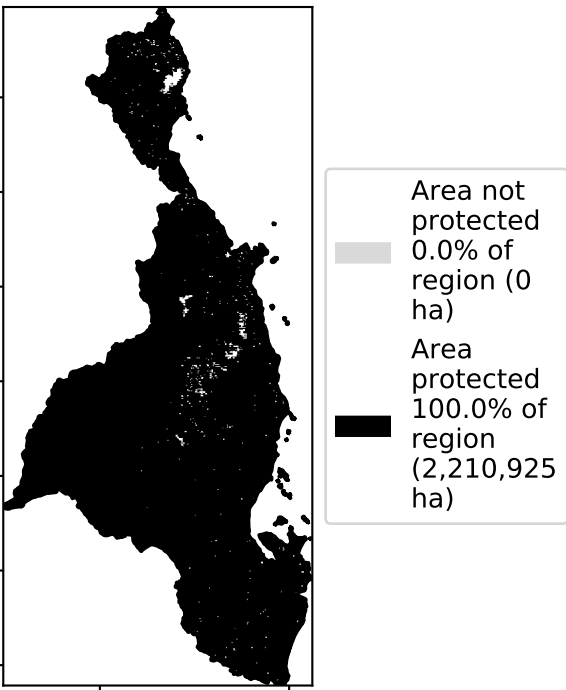 Area not
protected
0.0% of
region (0
ha)
Area
protected
100.0% of
region
(2,210,925
ha)